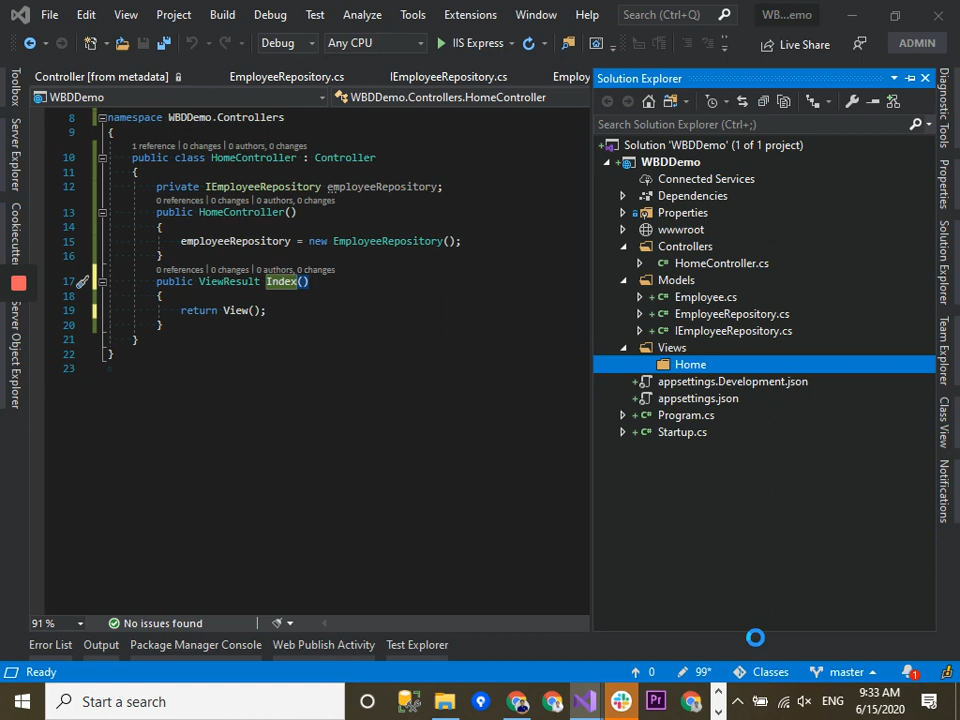 File Edit View Project Build Debug Test Analyze Tools Extensions Window Help Search (Ctrl+Q) WB...emo
Debug Any CPU IIS Express Live Share ADMIN
Controller [from metadata] EmployeeRepository.cs IEmployeeRepository.cs Employ
WBDDemo WBDDemo.Controllers.HomeController
8 namespace WBDDemo.Controllers
9 {
1 reference | 0 changes | 0 authors, 0 changes
10 public class HomeController : Controller
11 {
12 private IEmployeeRepository employeeRepository;
0 references | 0 changes | 0 authors, 0 changes
13 public HomeController()
14 {
15 employeeRepository = new EmployeeRepository();
16 }
0 references | 0 changes | 0 authors, 0 changes
17 public ViewResult Index()
18 {
19 return View();
20 }
21 }
22 }
23
91 % No issues found
Error List Output Package Manager Console Web Publish Activity Test Explorer
Toolbox
Server Explorer
Cookiecutter
Server Object Explorer
Solution Explorer
Search Solution Explorer (Ctrl+;)
Solution 'WBDDemo' (1 of 1 project)
WBDDemo
Connected Services
Dependencies
Properties
wwwroot
Controllers
HomeController.cs
Models
Employee.cs
EmployeeRepository.cs
IEmployeeRepository.cs
Views
Home
appsettings.Development.json
appsettings.json
Program.cs
Startup.cs
Diagnostic Tools
Properties
Solution Explorer
Team Explorer
Class View
Notifications
Ready 0 99* Classes master 1
Start a search ENG 9:33 AM
6/15/2020